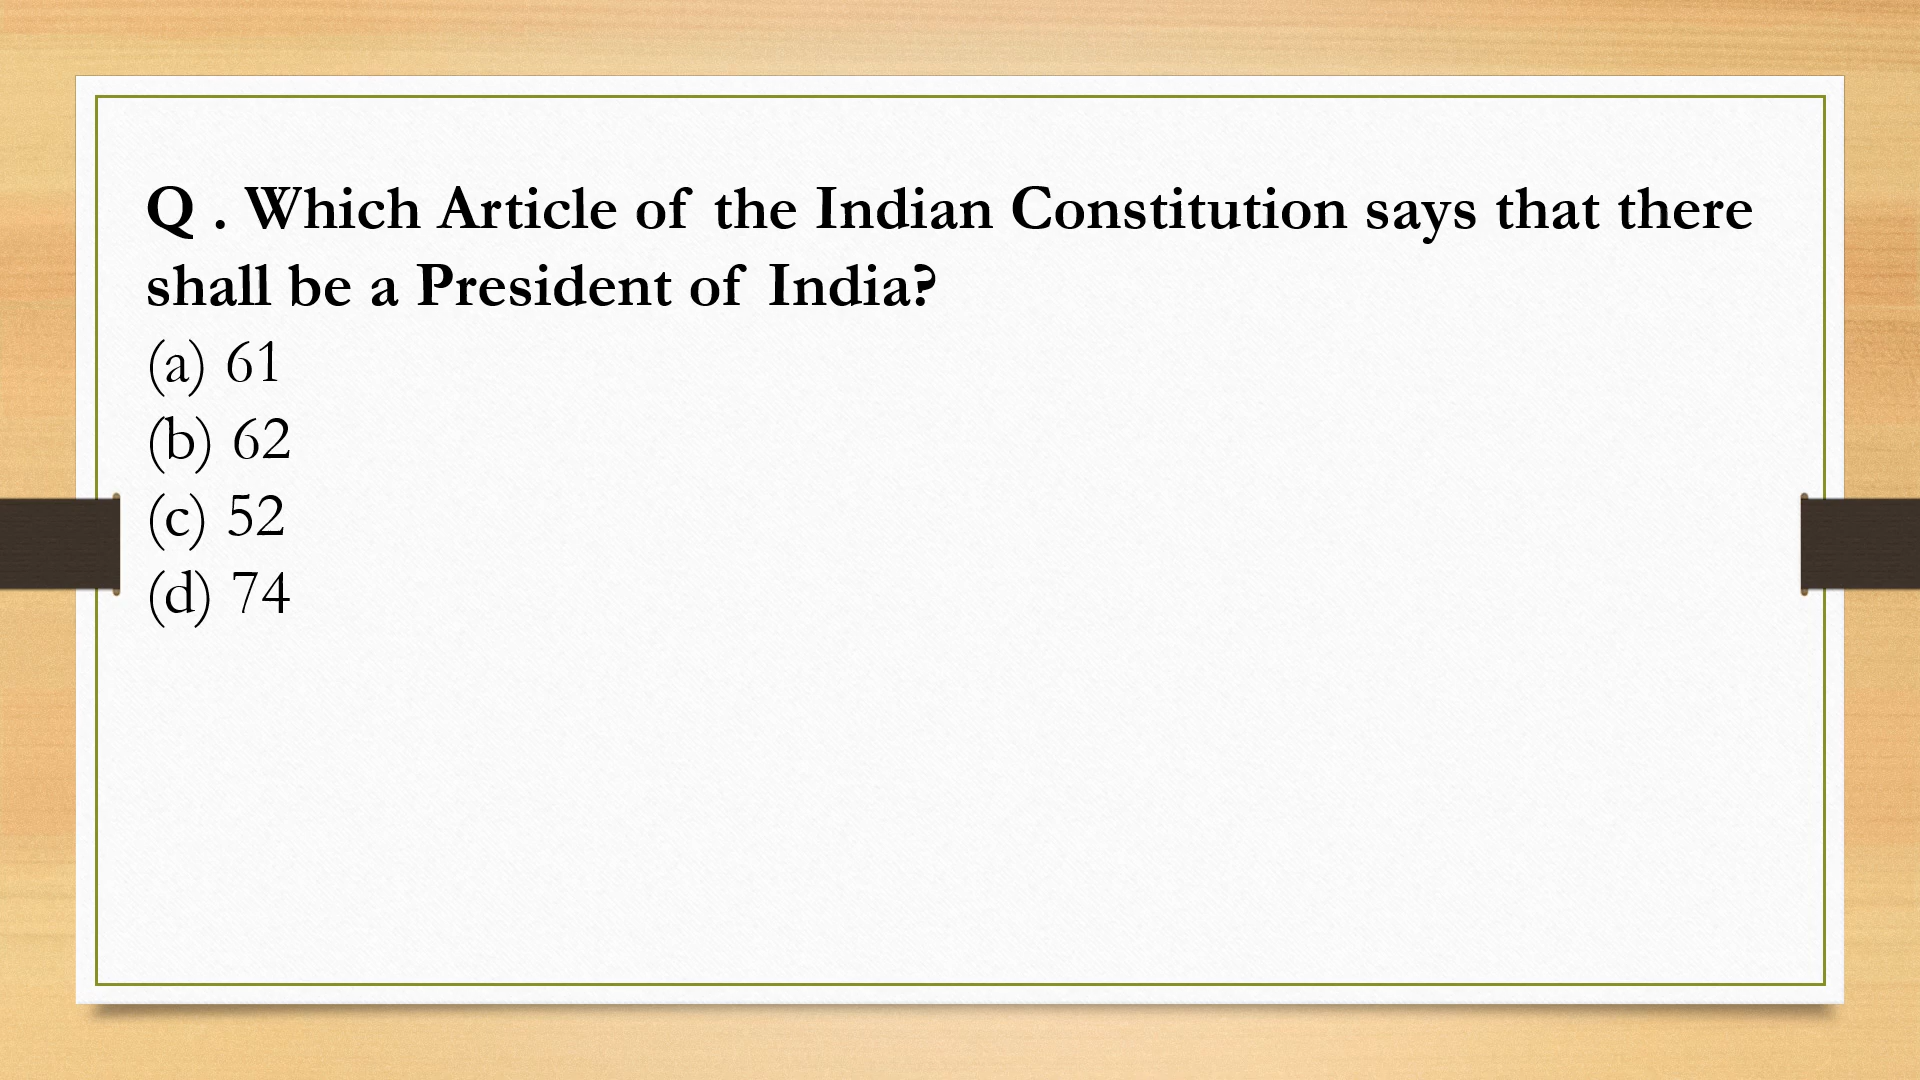 Q . Which Article of the Indian Constitution says that there
shall be a President of India?
(a) 61
(b) 62
(c) 52
(d) 74